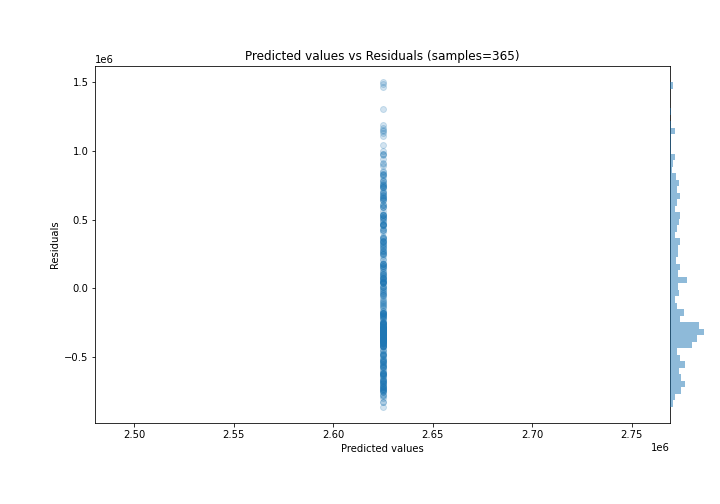 Predicted values vs Residuals (samples=365)
1e6
1.5
1.0
0.5
0.0
−0.5
Residuals
2.50
2.55
2.60
2.65
2.70
2.75
1e6
Predicted values